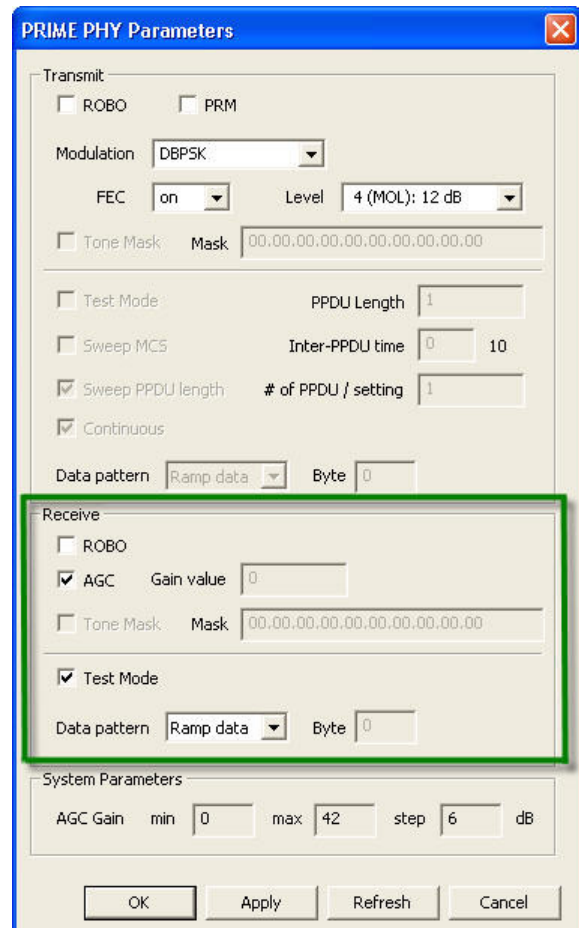 PRIME PHY Parameters
Transmit
ROBO PRM
Modulation DBPSK
FEC on Level 4 (MOL): 12 dB
Tone Mask Mask 00.00.00.00.00.00.00.00.00.00
Test Mode PPDU Length 1
Sweep MCS Inter-PPDU time 0 10
Sweep PPDU length # of PPDU / setting 1
Continuous
Data pattern Ramp data Byte 0
Receive
ROBO
AGC Gain value 0
Tone Mask Mask 00.00.00.00.00.00.00.00.00.00
Test Mode
Data pattern Ramp data Byte 0
System Parameters
AGC Gain min 0 max 42 step 6 dB
OK Apply Refresh Cancel